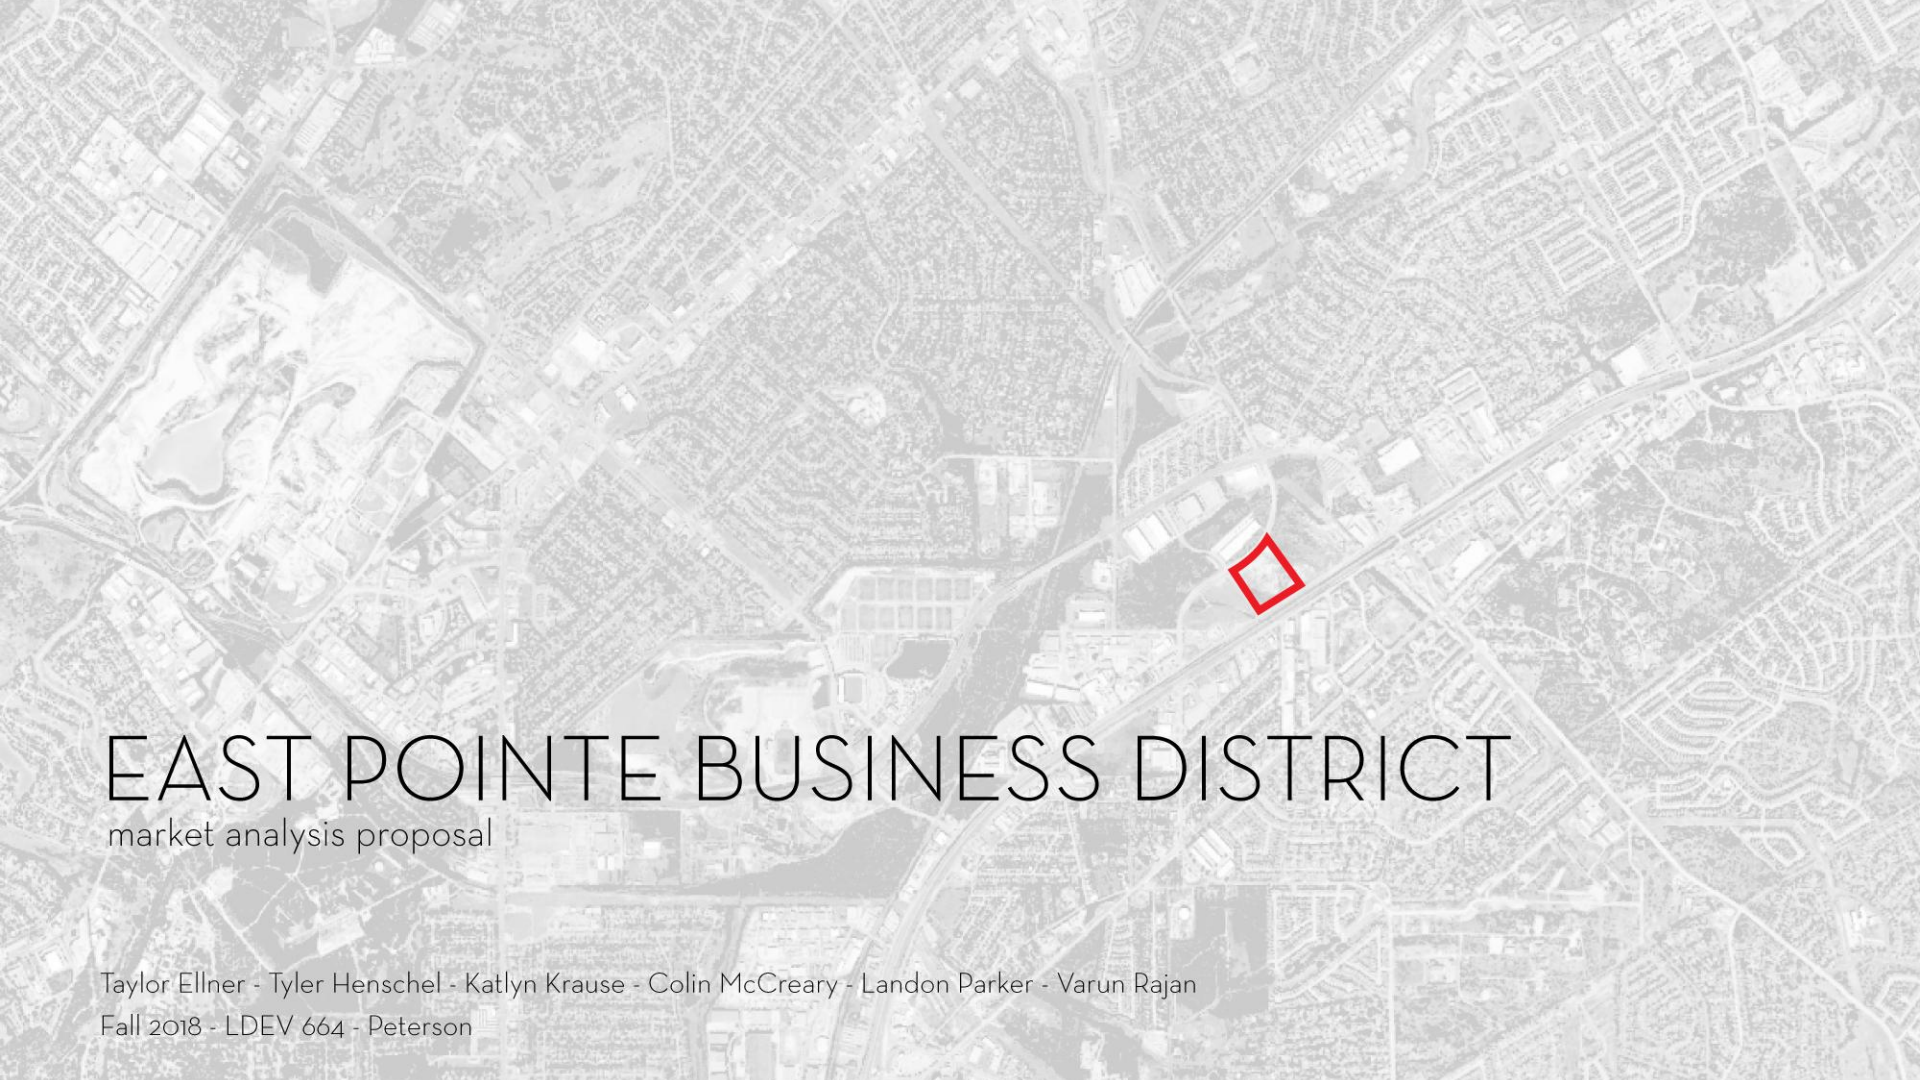 EAST POINTE BUSINESS DISTRICT
market analysis proposal
Taylor Ellner - Tyler Henschel - Katlyn Krause - Colin McCreary - Landon Parker - Varun Rajan
Fall 2018 - LDEV 664 - Peterson